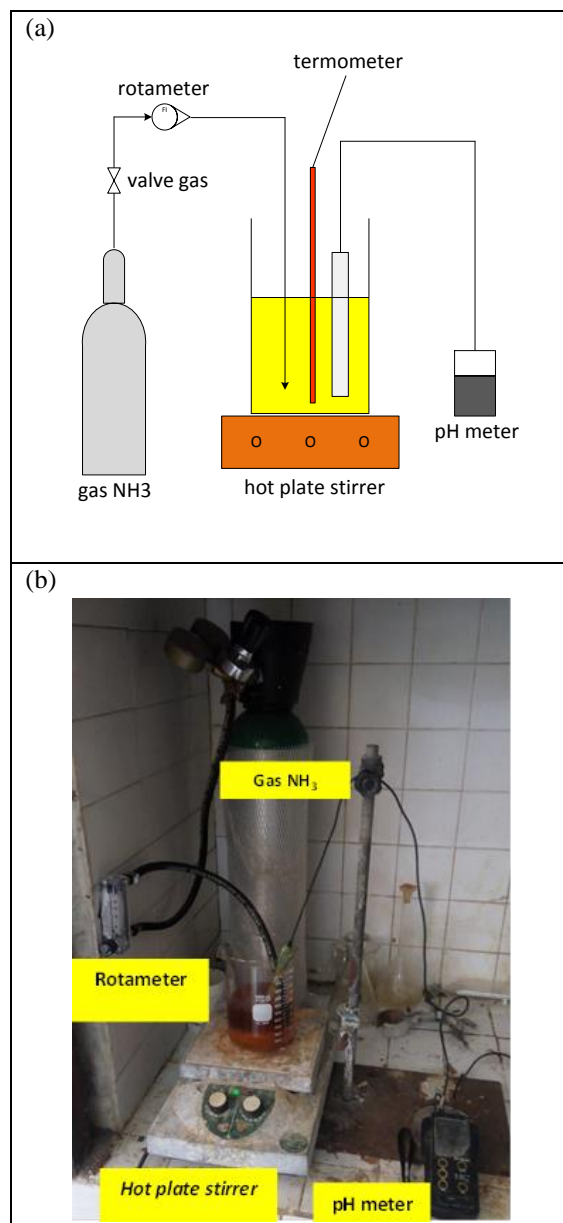 (a)
termometer
rotameter
FI
valve gas
pH meter
O O O
gas NH3
hot plate stirrer
(b)
Gas NH₃
Rotameter
Hot plate stirrer
pH meter